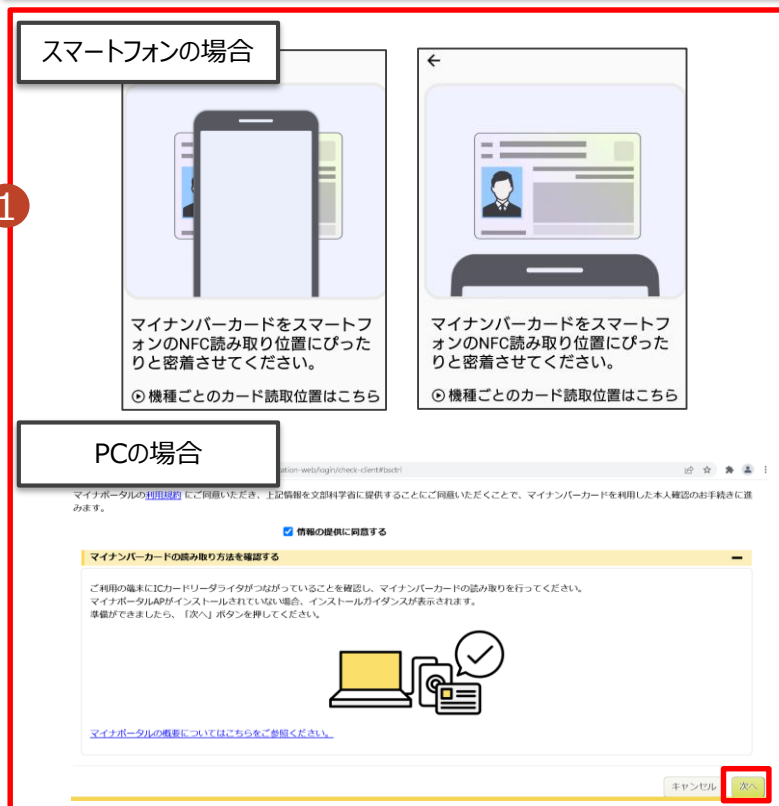 スマートフォンの場合
1
マイナンバーカードをスマートフ
ォンのNFC読み取り位置にぴった
りと密着させてください。
機種ごとのカード読取位置はこちら
マイナンバーカードをスマートフ
ォンのNFC読み取り位置にぴった
りと密着させてください。
機種ごとのカード読取位置はこちら
PCの場合
ation-web/login/check-client#bsctrl
マイナポータルの利用規約 にご同意いただき、上記情報を文部科学省に提供することにご同意いただくことで、マイナンバーカードを利用した本人確認のお手続きに進
みます。
情報の提供に同意する
マイナンバーカードの読み取り方法を確認する
ご利用の端末にICカードリーダライタがつながっていることを確認し、マイナンバーカードの読み取りを行ってください。
マイナポータルAPがインストールされていない場合、インストールガイダンスが表示されます。
準備ができましたら、「次へ」ボタンを押してください。
マイナポータルの概要についてはこちらをご参照ください。
キャンセル
次へ